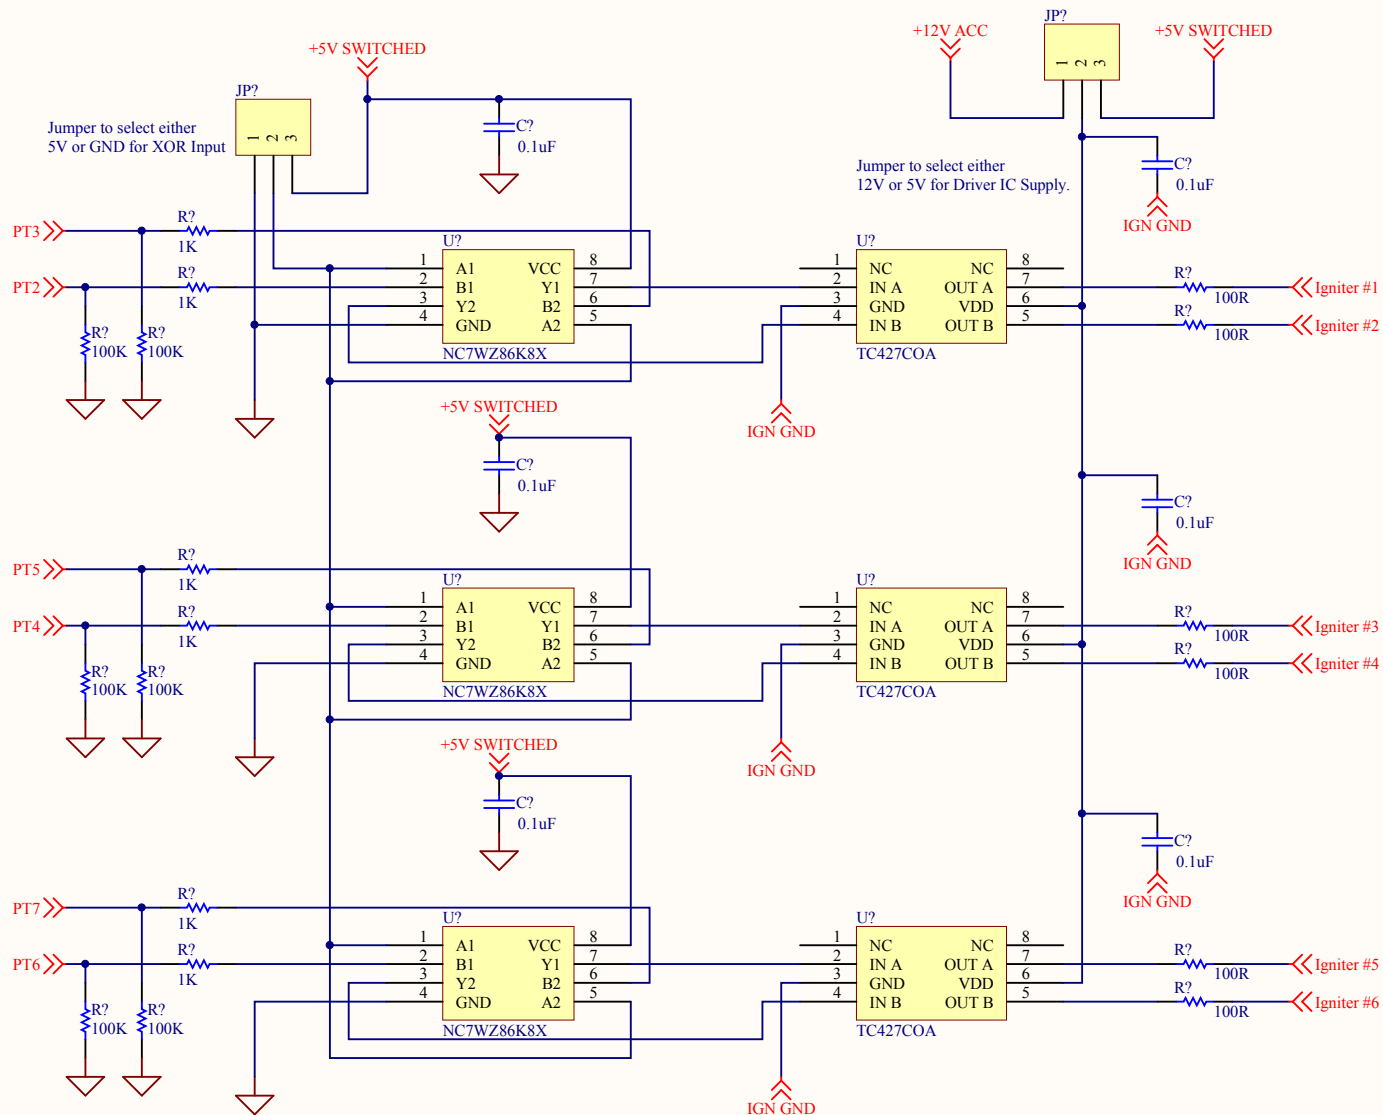 JP?
+12V ACC
+5V SWITCHED
1
2
3
+5V SWITCHED
JP?
1
2
3
Jumper to select either
5V or GND for XOR Input
C?
0.1uF
Jumper to select either
12V or 5V for Driver IC Supply.
C?
0.1uF
IGN GND
PT3
R?
1K
PT2
R?
1K
R?
100K
R?
100K
U?
1 A1 VCC 8
2 B1 Y1 7
3 Y2 B2 6
4 GND A2 5
NC7WZ86K8X
U?
1 NC NC 8
2 IN A OUT A 7
3 GND VDD 6
4 IN B OUT B 5
TC427COA
R?
100R
Igniter #1
R?
100R
Igniter #2
IGN GND
+5V SWITCHED
C?
0.1uF
C?
0.1uF
IGN GND
PT5
R?
1K
PT4
R?
1K
R?
100K
R?
100K
U?
1 A1 VCC 8
2 B1 Y1 7
3 Y2 B2 6
4 GND A2 5
NC7WZ86K8X
U?
1 NC NC 8
2 IN A OUT A 7
3 GND VDD 6
4 IN B OUT B 5
TC427COA
R?
100R
Igniter #3
R?
100R
Igniter #4
IGN GND
+5V SWITCHED
C?
0.1uF
C?
0.1uF
IGN GND
PT7
R?
1K
PT6
R?
1K
R?
100K
R?
100K
U?
1 A1 VCC 8
2 B1 Y1 7
3 Y2 B2 6
4 GND A2 5
NC7WZ86K8X
U?
1 NC NC 8
2 IN A OUT A 7
3 GND VDD 6
4 IN B OUT B 5
TC427COA
R?
100R
Igniter #5
R?
100R
Igniter #6
IGN GND